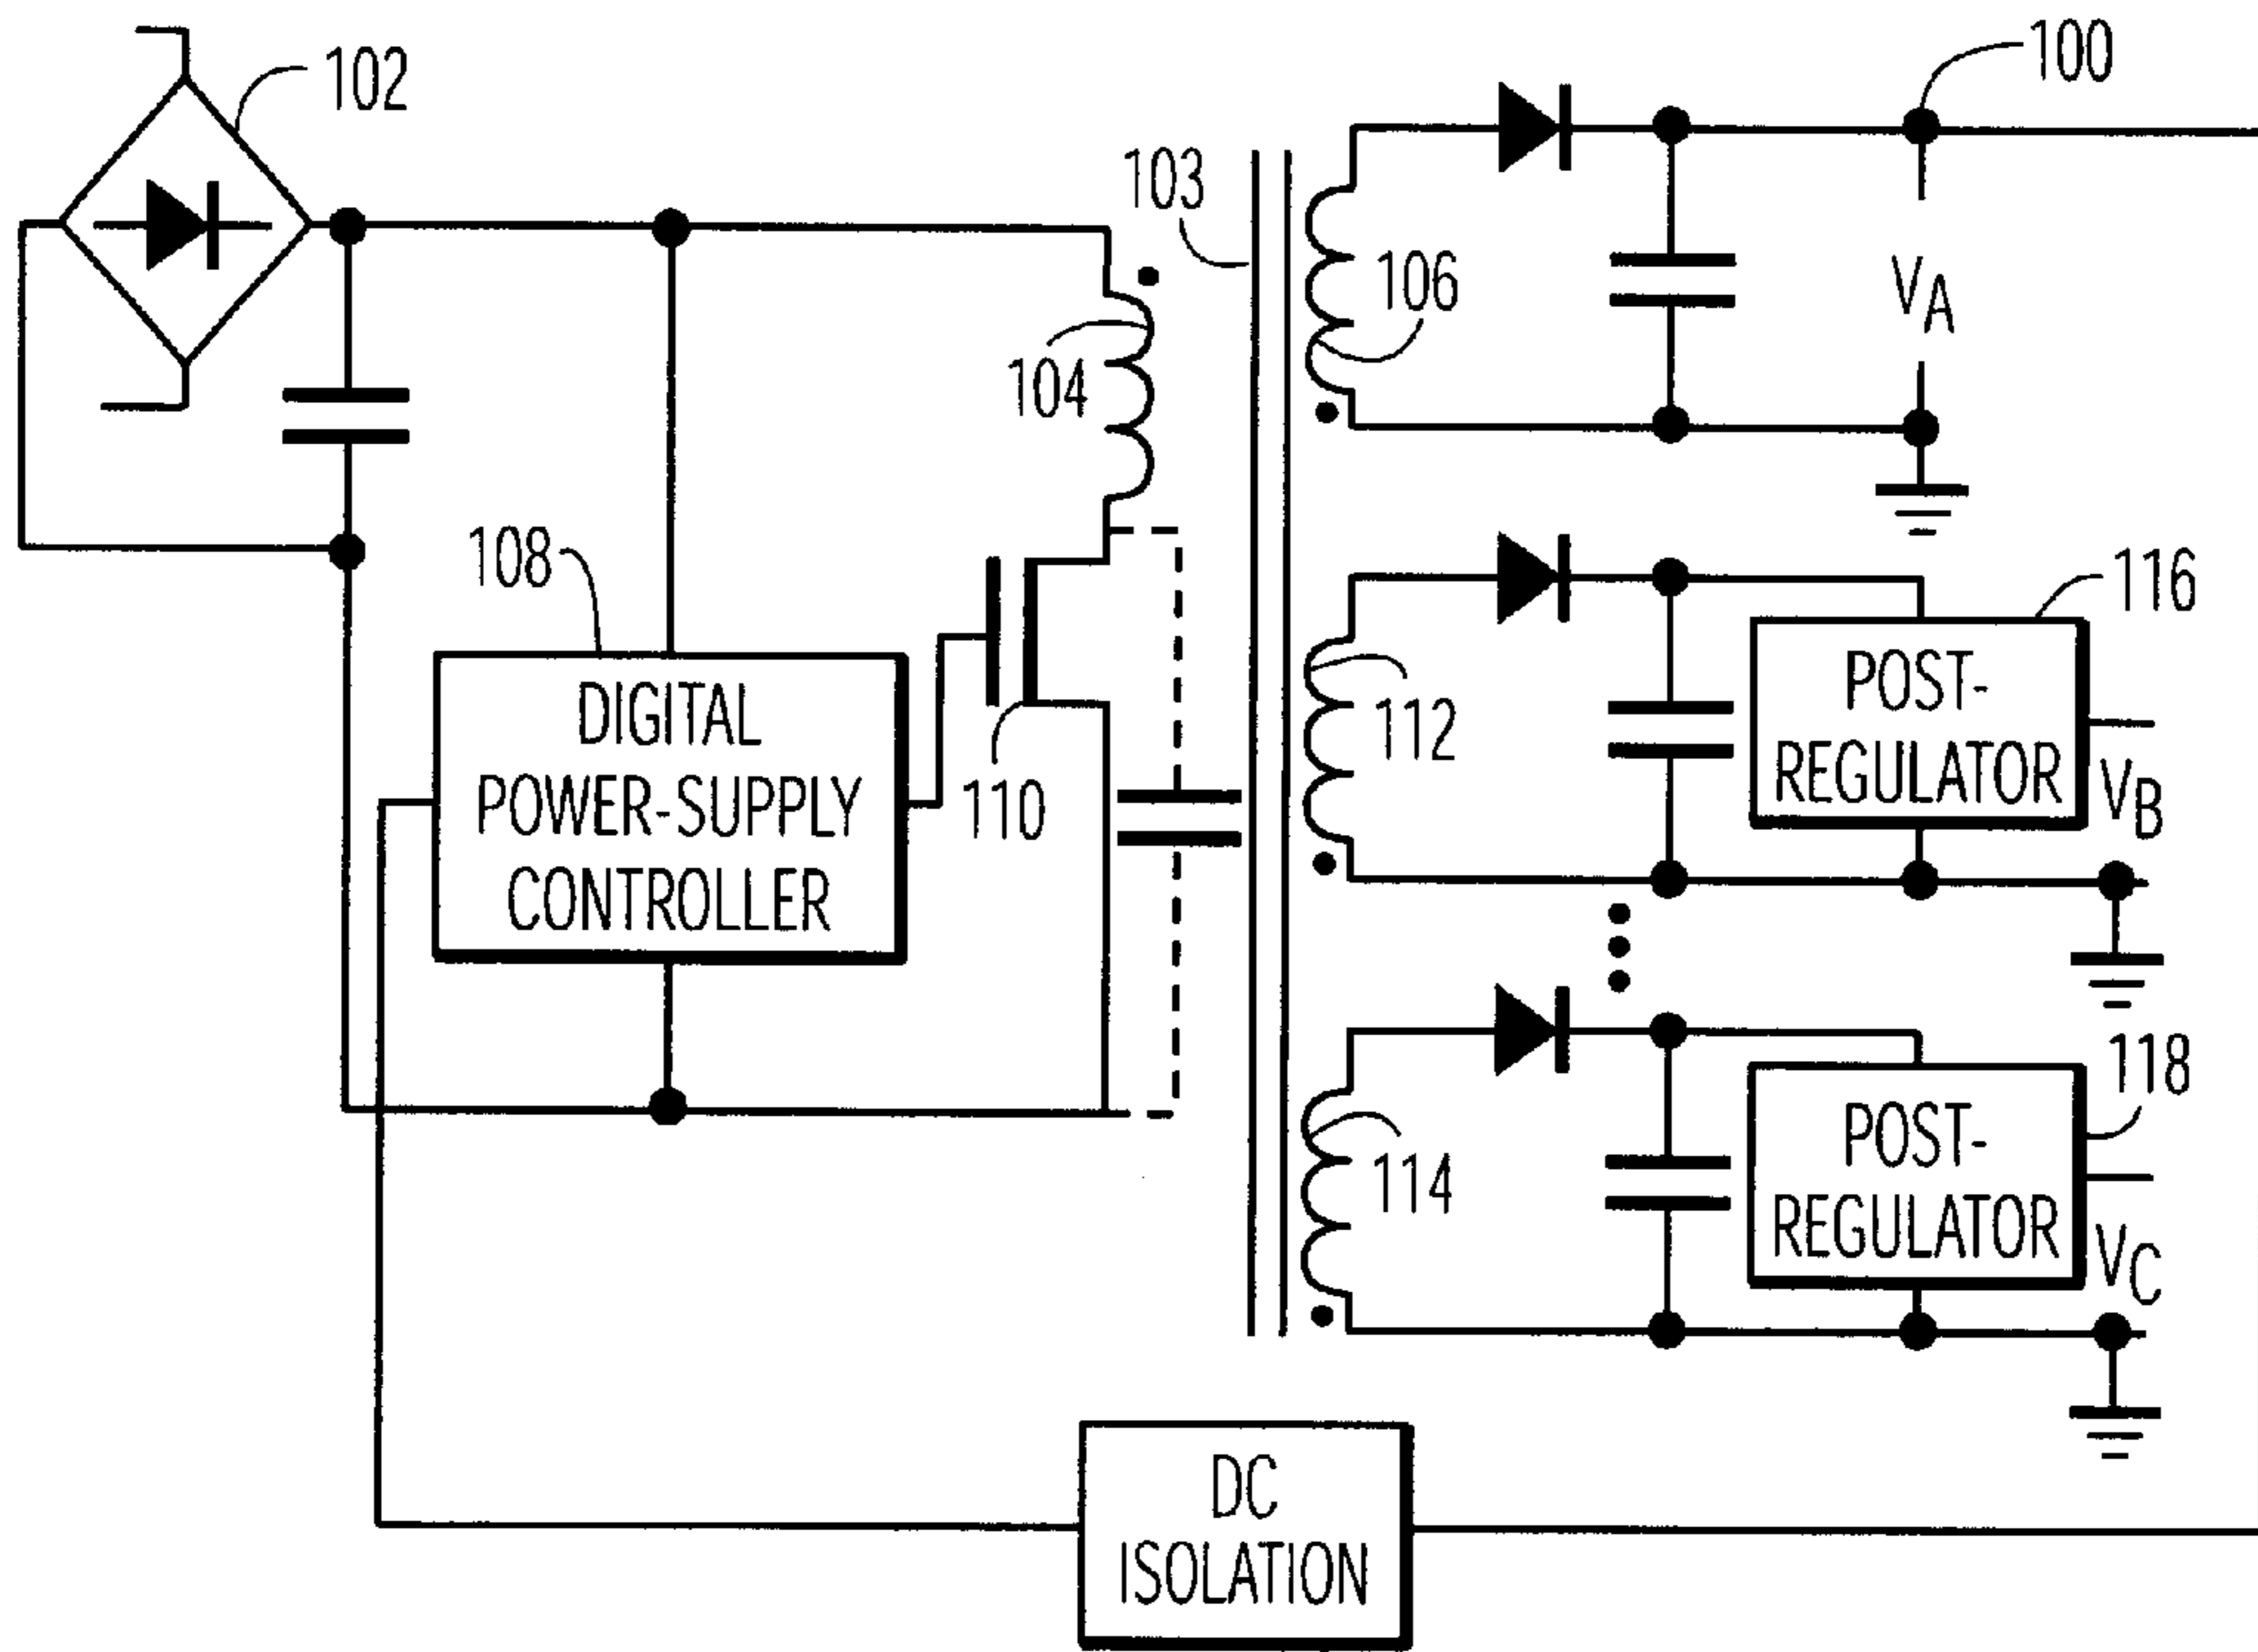 102
100
103
106
VA
104
108
116
DIGITAL
POWER-SUPPLY
CONTROLLER
110
112
POST-
REGULATOR
VB
118
POST-
REGULATOR
114
VC
DC
ISOLATION